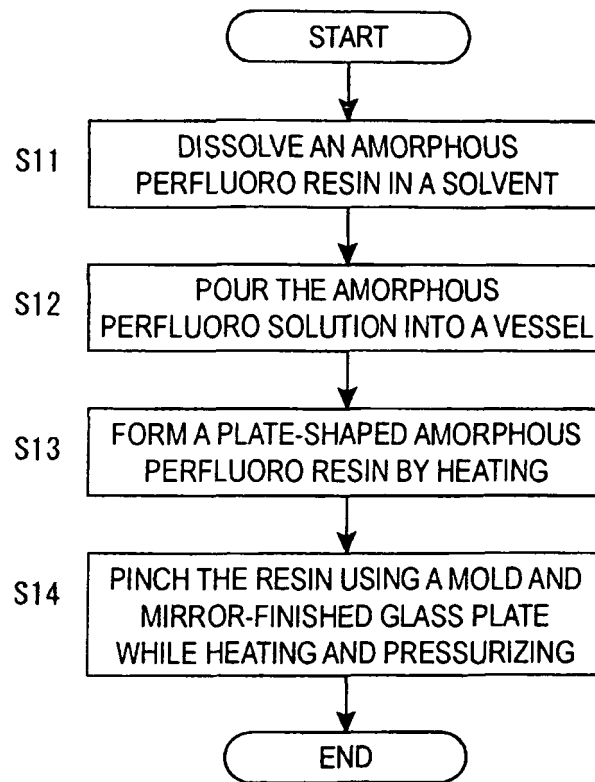 START
S11
DISSOLVE AN AMORPHOUS
PERFLUORO RESIN IN A SOLVENT
S12
POUR THE AMORPHOUS
PERFLUORO SOLUTION INTO A VESSEL
S13
FORM A PLATE-SHAPED AMORPHOUS
PERFLUORO RESIN BY HEATING
S14
PINCH THE RESIN USING A MOLD AND
MIRROR-FINISHED GLASS PLATE
WHILE HEATING AND PRESSURIZING
END